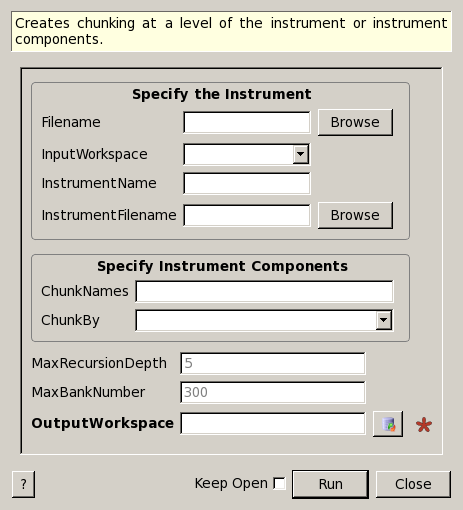 Creates chunking at a level of the instrument or instrument
components.
Specify the Instrument
Filename Browse
InputWorkspace
InstrumentName
InstrumentFilename Browse
Specify Instrument Components
ChunkNames
ChunkBy
MaxRecursionDepth 5
MaxBankNumber 300
OutputWorkspace *
? Keep Open Run Close